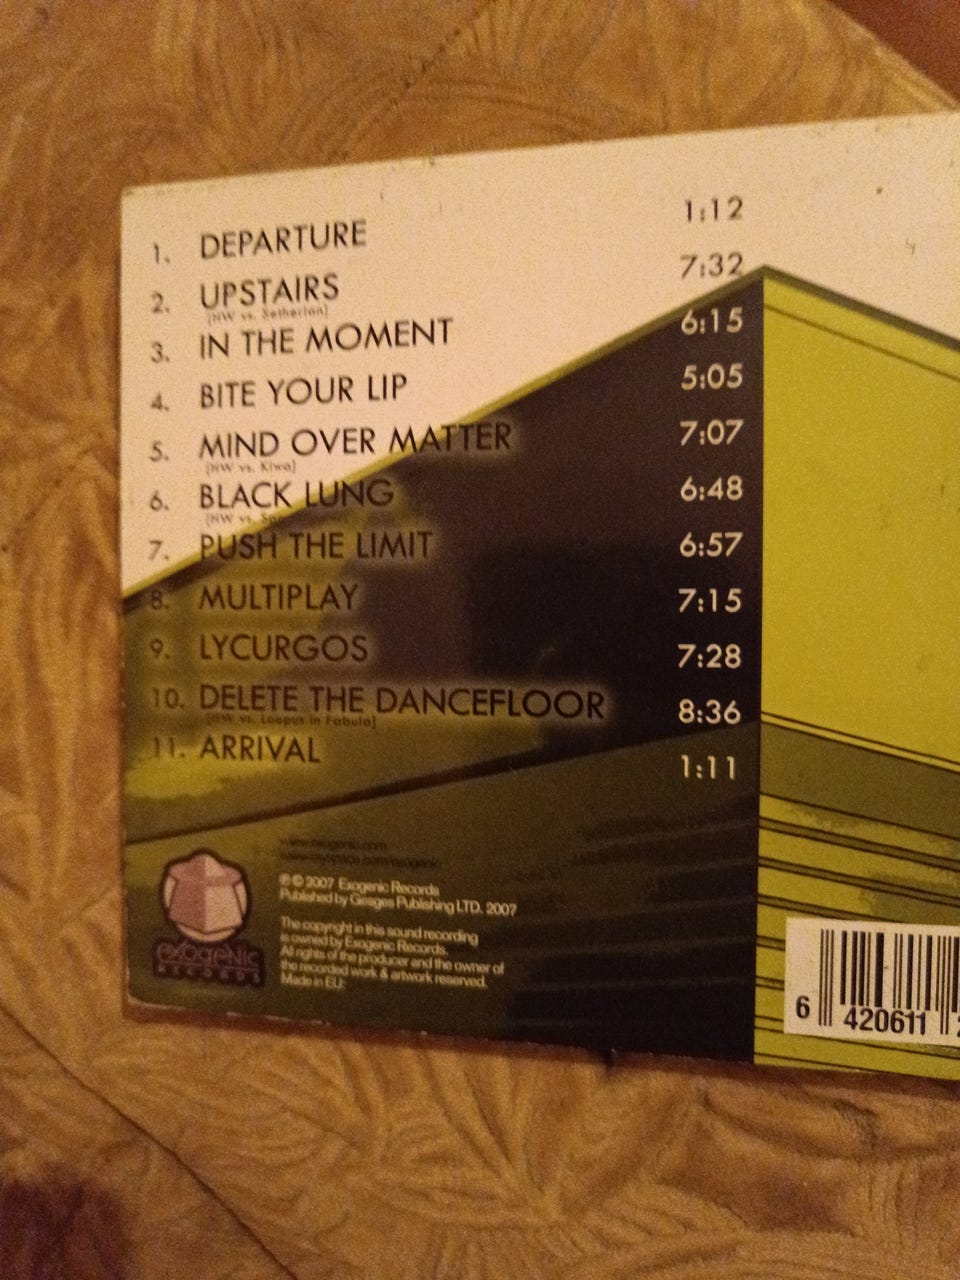 1. DEPARTURE 1:12
2. UPSTAIRS 7:32
[HW vs. Setherian]
3. IN THE MOMENT 6:15
4. BITE YOUR LIP 5:05
5. MIND OVER MATTER 7:07
[HW vs. Kiwa]
6. BLACK LUNG 6:48
[HW vs.
7. PUSH THE LIMIT 6:57
8. MULTIPLAY 7:15
9. LYCURGOS 7:28
10. DELETE THE DANCEFLOOR 8:36
[HW vs. Loopus in Fabula]
11. ARRIVAL 1:11
www.exogenic.com
www.myspace.com/exogenic
℗ © 2007 Exogenic Records
Published by Girages Publishing LTD. 2007
The copyright in this sound recording
is owned by Exogenic Records.
All rights of the producer and the owner of
the recorded work & artwork reserved.
Made in EU:
exogenic
RECORDS
6 420611 2